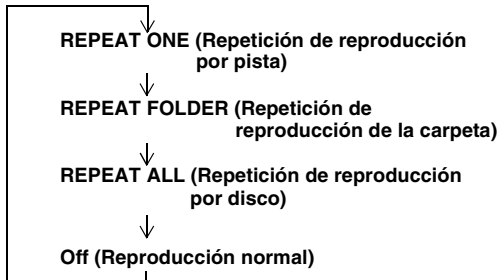 REPEAT ONE (Repetición de reproducción
por pista)
REPEAT FOLDER (Repetición de
reproducción de la carpeta)
REPEAT ALL (Repetición de reproducción
por disco)
Off (Reproducción normal)